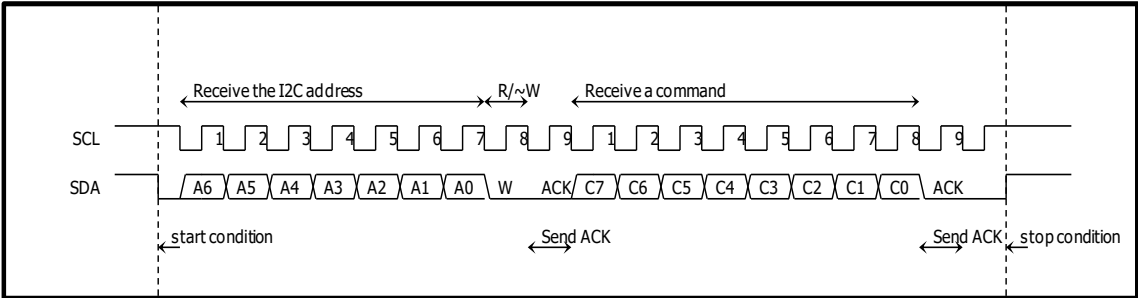 Receive the I2C address R/~W Receive a command
SCL 1 2 3 4 5 6 7 8 9 1 2 3 4 5 6 7 8 9
SDA A6 A5 A4 A3 A2 A1 A0 W ACK C7 C6 C5 C4 C3 C2 C1 C0 ACK
start condition Send ACK Send ACK stop condition